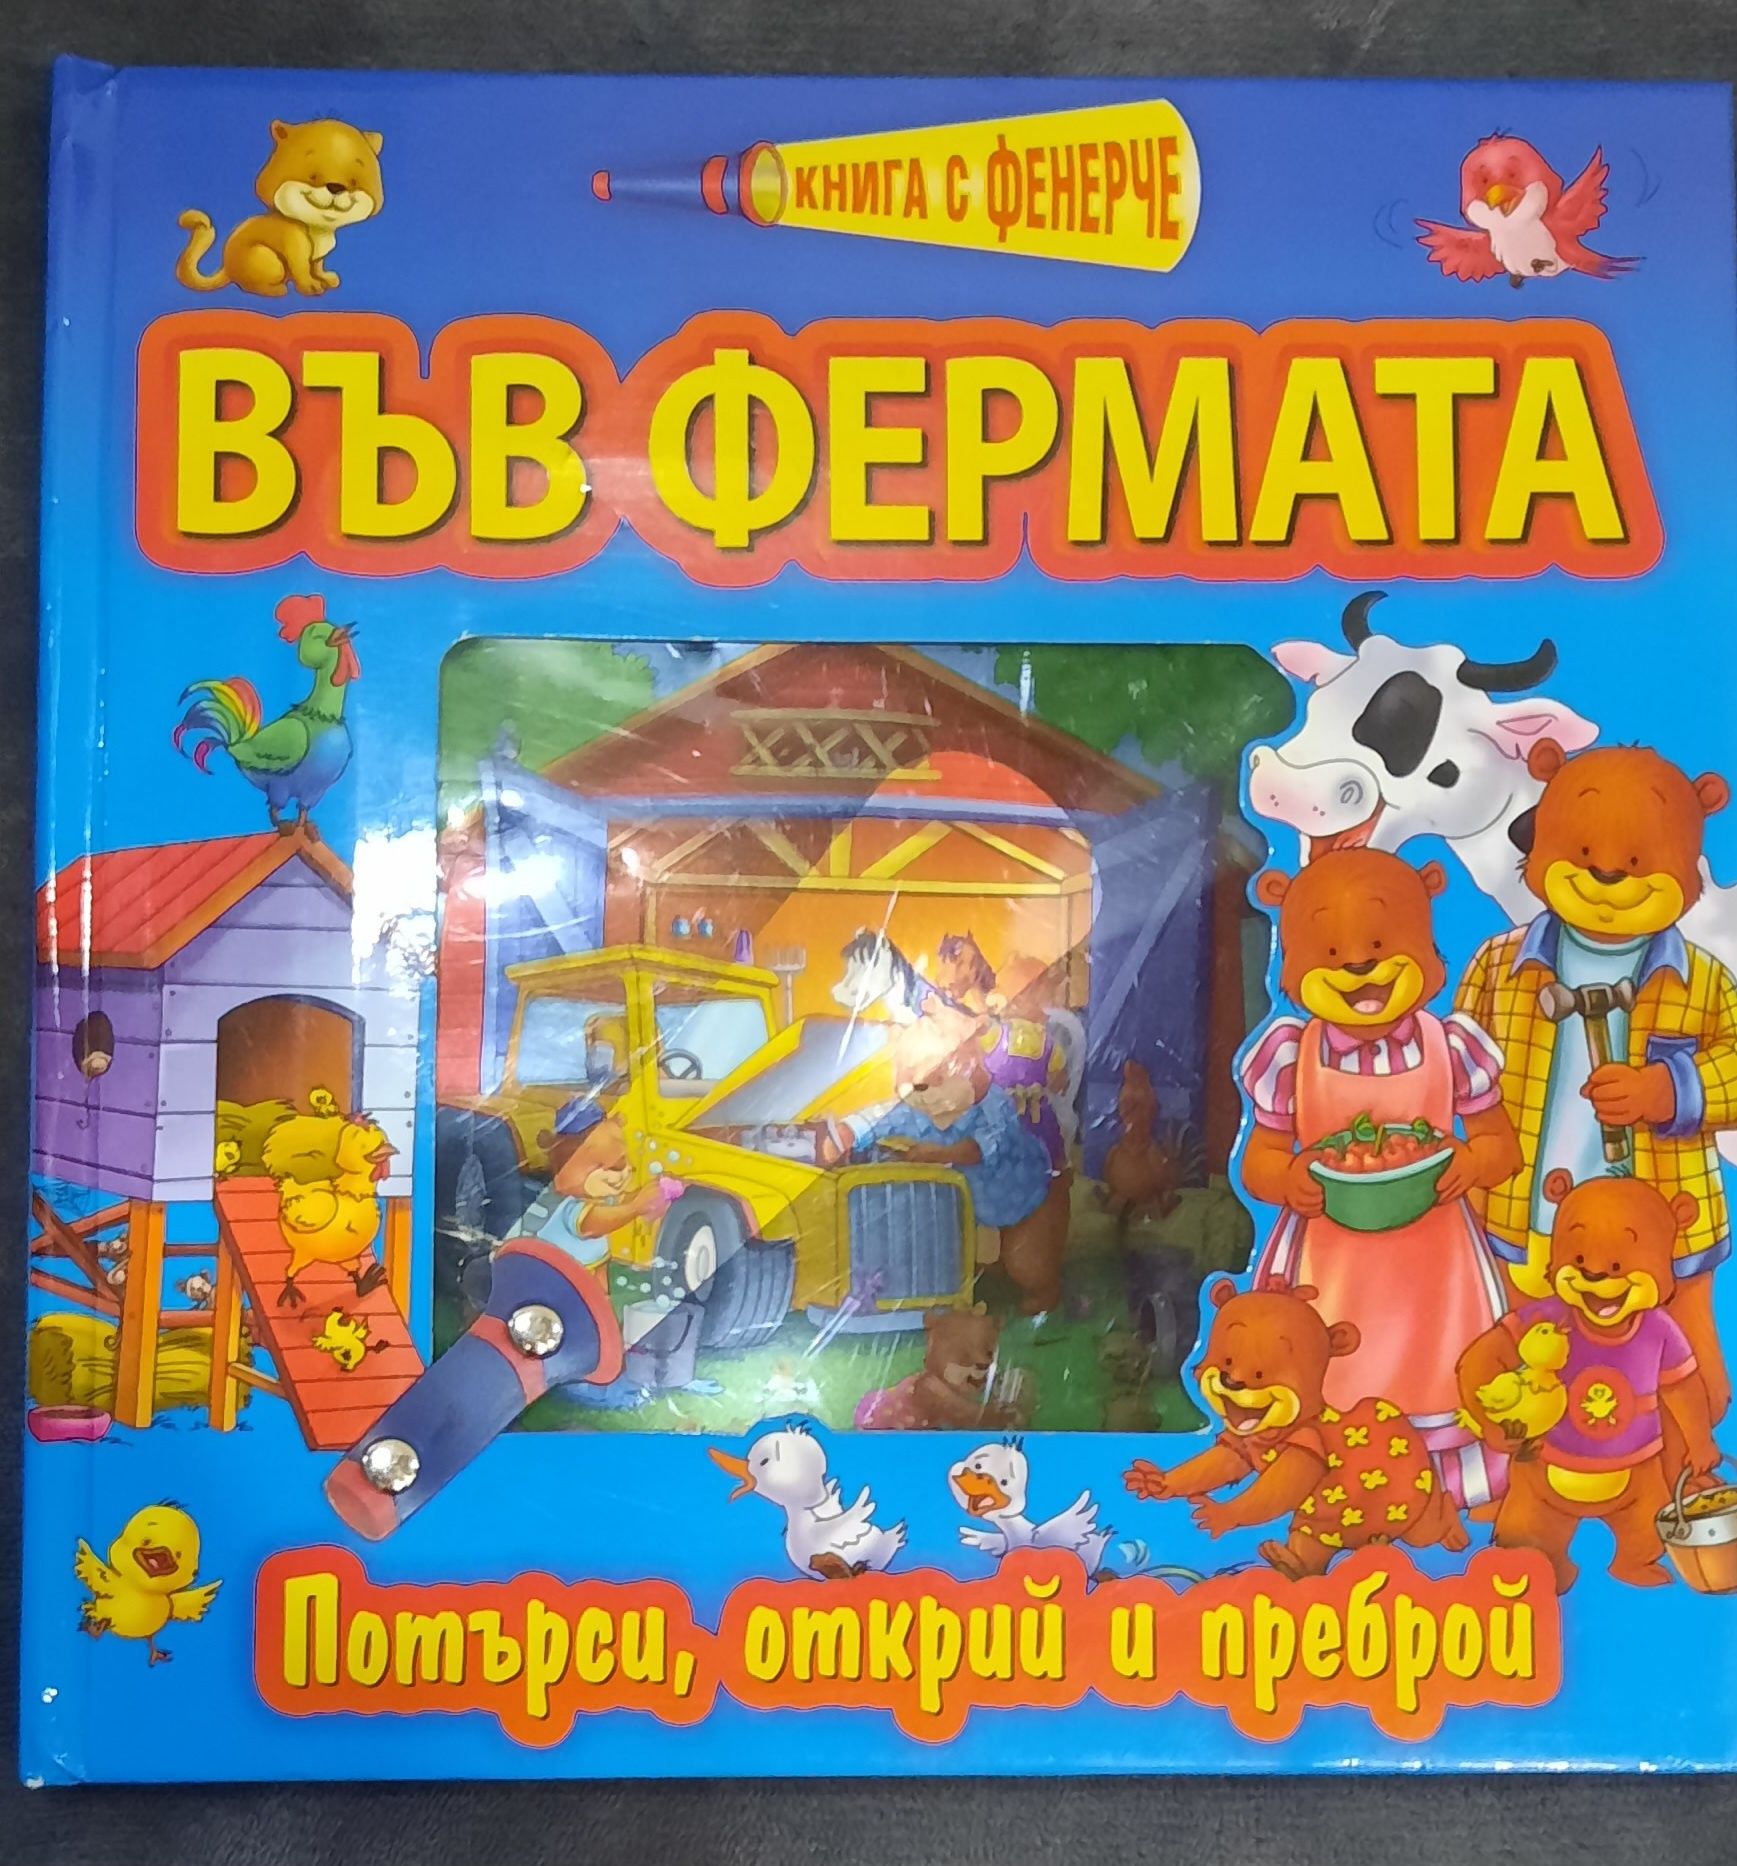 КНИГА С ФЕНЕРЧЕ
ВЪВ ФЕРМАТА
Потърси, открий и преброй